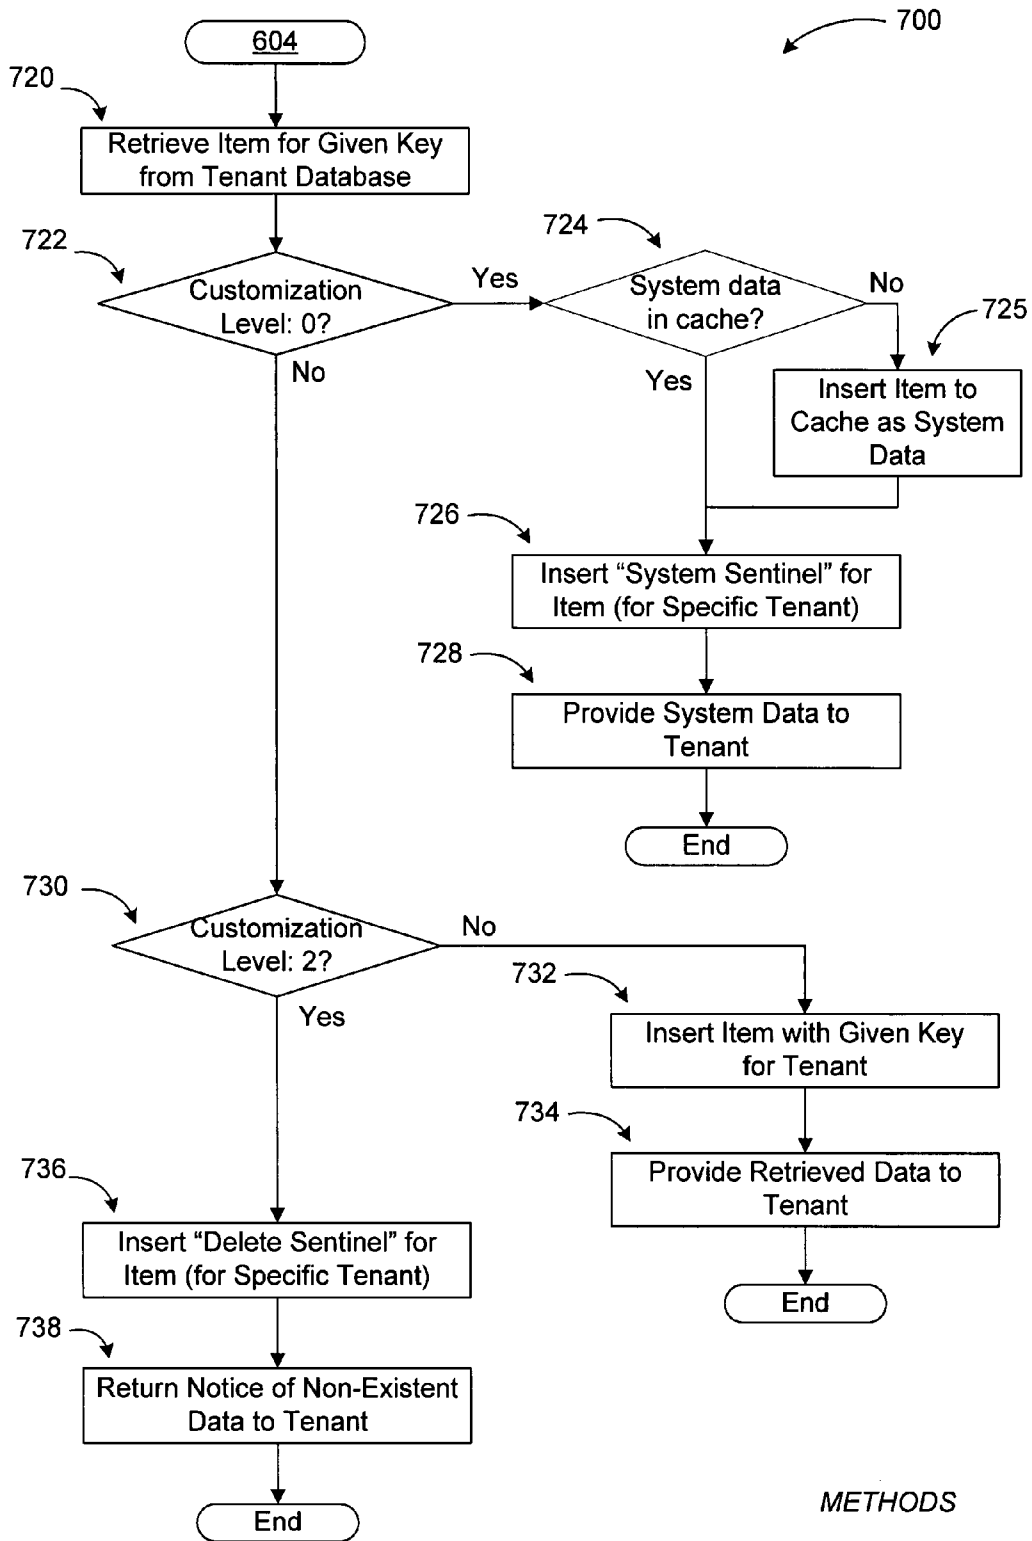 700
604
720
Retrieve Item for Given Key
from Tenant Database
722
Customization
Level: 0?
Yes
No
724
System data
in cache?
No
Yes
725
Insert Item to
Cache as System
Data
726
Insert “System Sentinel” for
Item (for Specific Tenant)
728
Provide System Data to
Tenant
End
730
Customization
Level: 2?
No
Yes
732
Insert Item with Given Key
for Tenant
734
Provide Retrieved Data to
Tenant
End
736
Insert “Delete Sentinel” for
Item (for Specific Tenant)
738
Return Notice of Non-Existent
Data to Tenant
End
METHODS